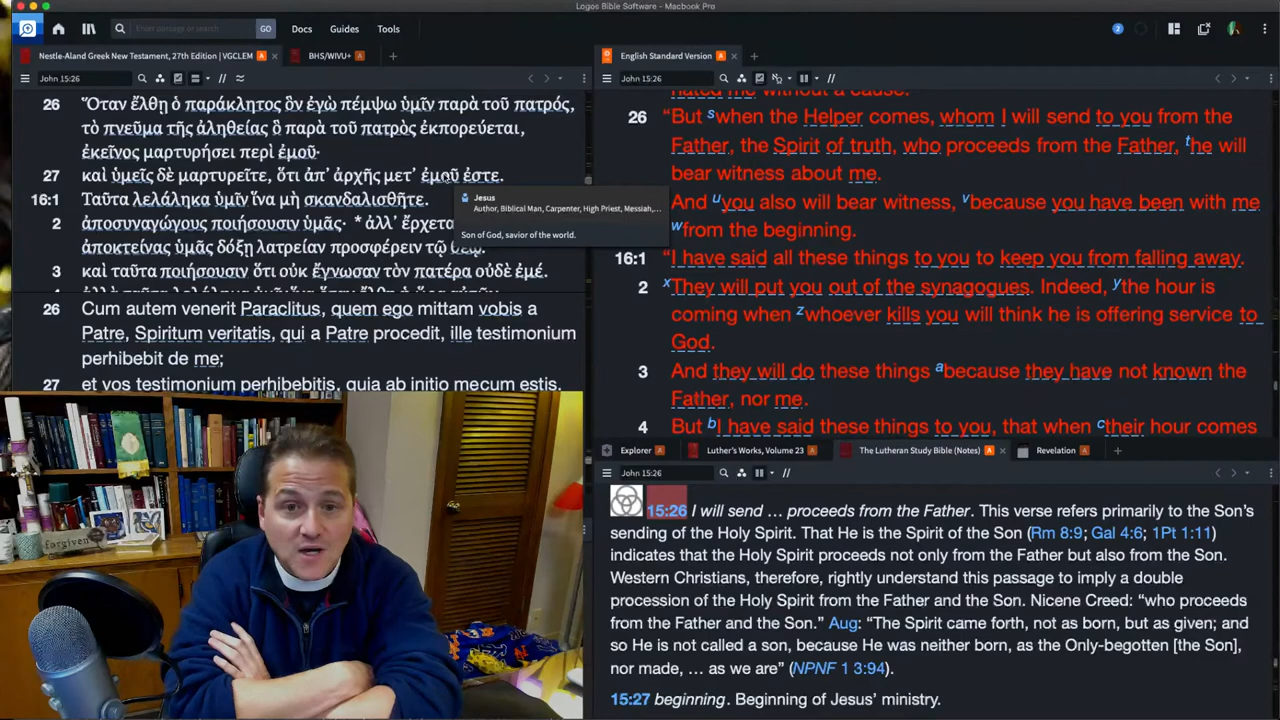 Logos Bible Software - Macbook Pro
Enter passage or search
GO
Docs
Guides
Tools
2
Nestle-Aland Greek New Testament, 27th Edition | VGCLEM A
BHS/WIVU+ A
John 15:26
26 Ὅταν ἔλθῃ ὁ παράκλητος ὃν ἐγὼ πέμψω ὑμῖν παρὰ τοῦ πατρός,
τὸ πνεῦμα τῆς ἀληθείας ὃ παρὰ τοῦ πατρὸς ἐκπορεύεται,
ἐκεῖνος μαρτυρήσει περὶ ἐμοῦ·
27 καὶ ὑμεῖς δὲ μαρτυρεῖτε, ὅτι ἀπ’ ἀρχῆς μετ’ ἐμοῦ ἐστε.
16:1 Ταῦτα λελάληκα ὑμῖν ἵνα μὴ σκανδαλισθῆτε.
2 ἀποσυναγώγους ποιήσουσιν ὑμᾶς· * ἀλλ’ ἔρχετα
ἀποκτείνας ὑμᾶς δόξῃ λατρείαν προσφέρειν τῷ θεῷ.
3 καὶ ταῦτα ποιήσουσιν ὅτι οὐκ ἔγνωσαν τὸν πατέρα οὐδὲ ἐμέ.
Jesus
Author, Biblical Man, Carpenter, High Priest, Messiah,...
Son of God, savior of the world.
26 Cum autem venerit Paraclitus, quem ego mittam vobis a
Patre, Spiritum veritatis, qui a Patre procedit, ille testimonium
perhibebit de me;
27 et vos testimonium perhibebitis, quia ab initio mecum estis.
English Standard Version A
John 15:26
hated me without a cause.’
26 “But s when the Helper comes, whom I will send to you from the
Father, the Spirit of truth, who proceeds from the Father, t he will
bear witness about me.
27 And u you also will bear witness, v because you have been with me
w from the beginning.
16:1 “I have said all these things to you to keep you from falling away.
2 x They will put you out of the synagogues. Indeed, y the hour is
coming when z whoever kills you will think he is offering service to
God.
3 And they will do these things a because they have not known the
Father, nor me.
4 But b I have said these things to you, that when c their hour comes
Explorer A
Luther's Works, Volume 23 A
The Lutheran Study Bible (Notes) A
Revelation A
John 15:26
15:26 I will send … proceeds from the Father. This verse refers primarily to the Son’s
sending of the Holy Spirit. That He is the Spirit of the Son (Rm 8:9; Gal 4:6; 1Pt 1:11)
indicates that the Holy Spirit proceeds not only from the Father but also from the Son.
Western Christians, therefore, rightly understand this passage to imply a double
procession of the Holy Spirit from the Father and the Son. Nicene Creed: “who proceeds
from the Father and the Son.” Aug: “The Spirit came forth, not as born, but as given; and
so He is not called a son, because He was neither born, as the Only-begotten [the Son],
nor made, … as we are” (NPNF 1 3:94).
15:27 beginning. Beginning of Jesus’ ministry.
forgiven